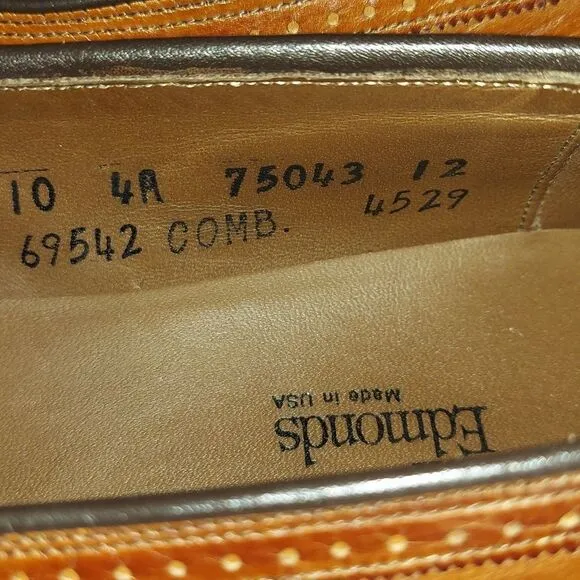 10 4A 75043 12
69542 COMB. 4529
Edmonds
Made in USA